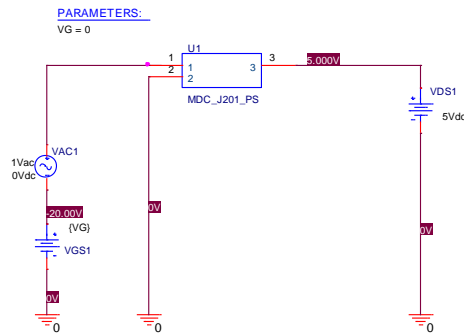 PARAMETERS:
VG = 0
U1
1
2
1
2
3
3
MDC_J201_PS
5.000V
VDS1
5Vdc
VAC1
1Vac
0Vdc
-20.00V
{VG}
VGS1
0V
0V
0V
0
0
0